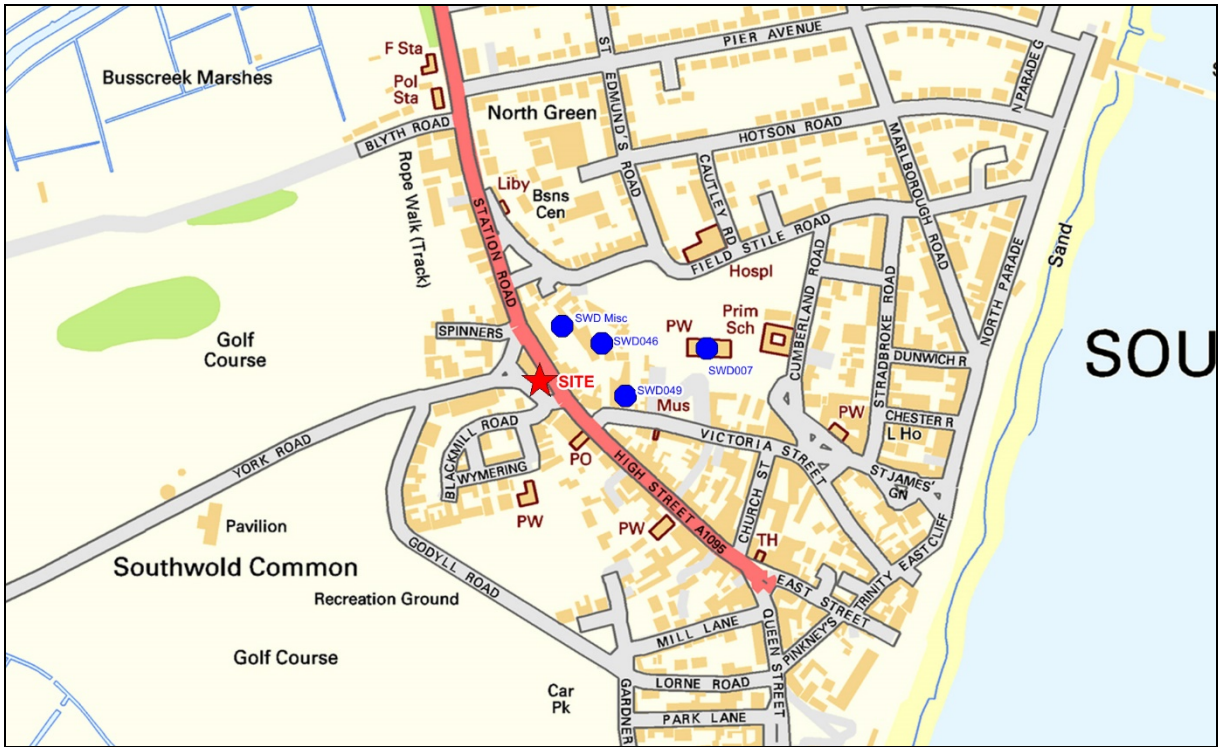 PIER AVENUE
ST EDMUND'S ROAD
N PARADE
F Sta
Pol
Sta
Busscreek Marshes
North Green
BLYTH ROAD
HOTSON ROAD
MARLBOROUGH ROAD
Rope Walk (Track)
CAUTLEY RD
Liby
Bsns
Cen
STATION ROAD
FIELD STILE ROAD
Hospl
Sand
NORTH PARADE
CUMBERLAND ROAD
STRADBROKE ROAD
SWD Misc
PW
Prim
Sch
SPINNERS
SWD046
Golf
Course
SWD007
DUNWICH R
SOU
SITE
SWD049
Mus
PW
CHESTER R
L Ho
BLACKMILL ROAD
WYMERING
VICTORIA STREET
YORK ROAD
PO
HIGH STREET A1095
CHURCH ST
ST JAMES'
GN
PW
PW
Pavilion
TH
EAST CLIFF
Southwold Common
GODYLL ROAD
EAST STREET
TRINITY
PINKNEY'S
Recreation Ground
MILL LANE
QUEEN STREET
Golf Course
LORNE ROAD
Car
Pk
GARDNER
PARK LANE